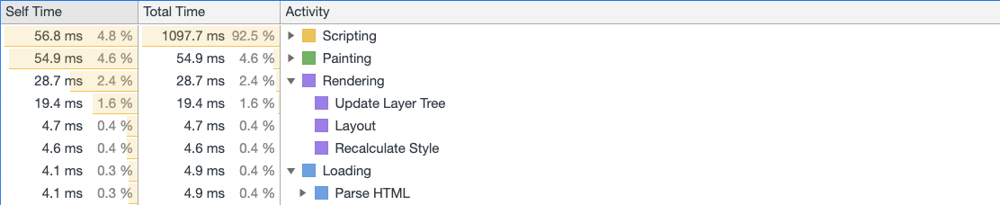 Self Time Total Time Activity
56.8 ms 4.8 % 1097.7 ms 92.5 % Scripting
54.9 ms 4.6 % 54.9 ms 4.6 % Painting
28.7 ms 2.4 % 28.7 ms 2.4 % Rendering
19.4 ms 1.6 % 19.4 ms 1.6 % Update Layer Tree
4.7 ms 0.4 % 4.7 ms 0.4 % Layout
4.6 ms 0.4 % 4.6 ms 0.4 % Recalculate Style
4.1 ms 0.3 % 4.9 ms 0.4 % Loading
4.1 ms 0.3 % 4.9 ms 0.4 % Parse HTML